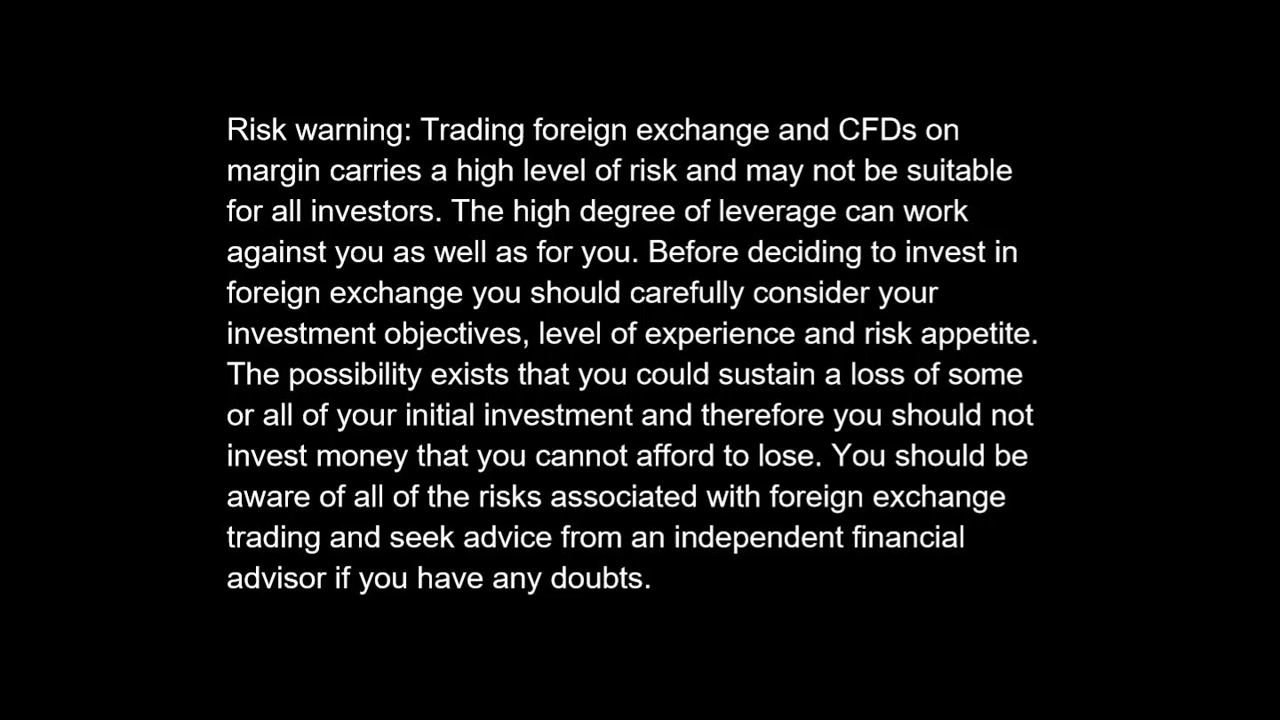 Risk warning: Trading foreign exchange and CFDs on
margin carries a high level of risk and may not be suitable
for all investors. The high degree of leverage can work
against you as well as for you. Before deciding to invest in
foreign exchange you should carefully consider your
investment objectives, level of experience and risk appetite.
The possibility exists that you could sustain a loss of some
or all of your initial investment and therefore you should not
invest money that you cannot afford to lose. You should be
aware of all of the risks associated with foreign exchange
trading and seek advice from an independent financial
advisor if you have any doubts.